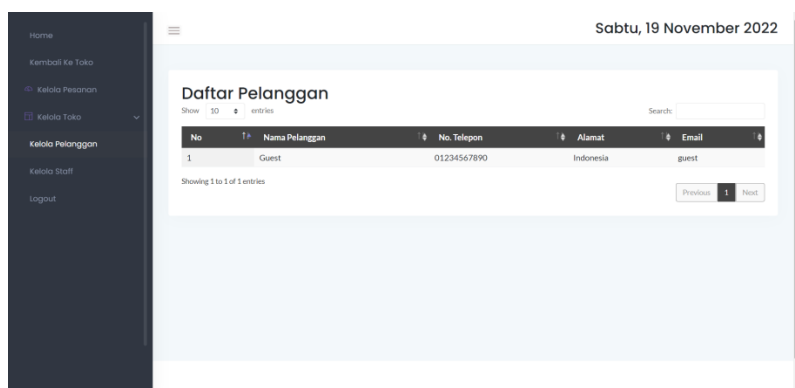 Home
Kembali Ke Toko
Kelola Pesanan
Kelola Toko
Kelola Pelanggan
Kelola Staff
Logout
Sabtu, 19 November 2022
Daftar Pelanggan
Show 10 entries
Search:
No Nama Pelanggan No. Telepon Alamat Email
1 Guest 01234567890 Indonesia guest
Showing 1 to 1 of 1 entries
Previous 1 Next